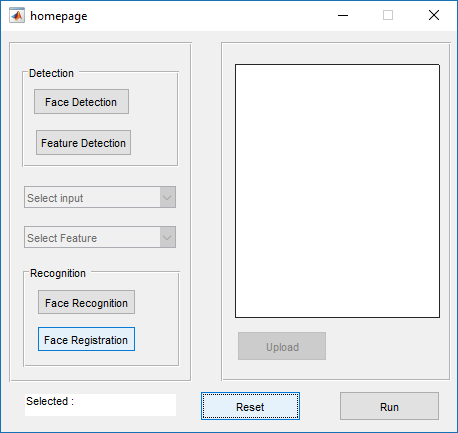 homepage
Detection
Face Detection
Feature Detection
Select input
Select Feature
Recognition
Face Recognition
Face Registration
Upload
Selected :
Reset
Run